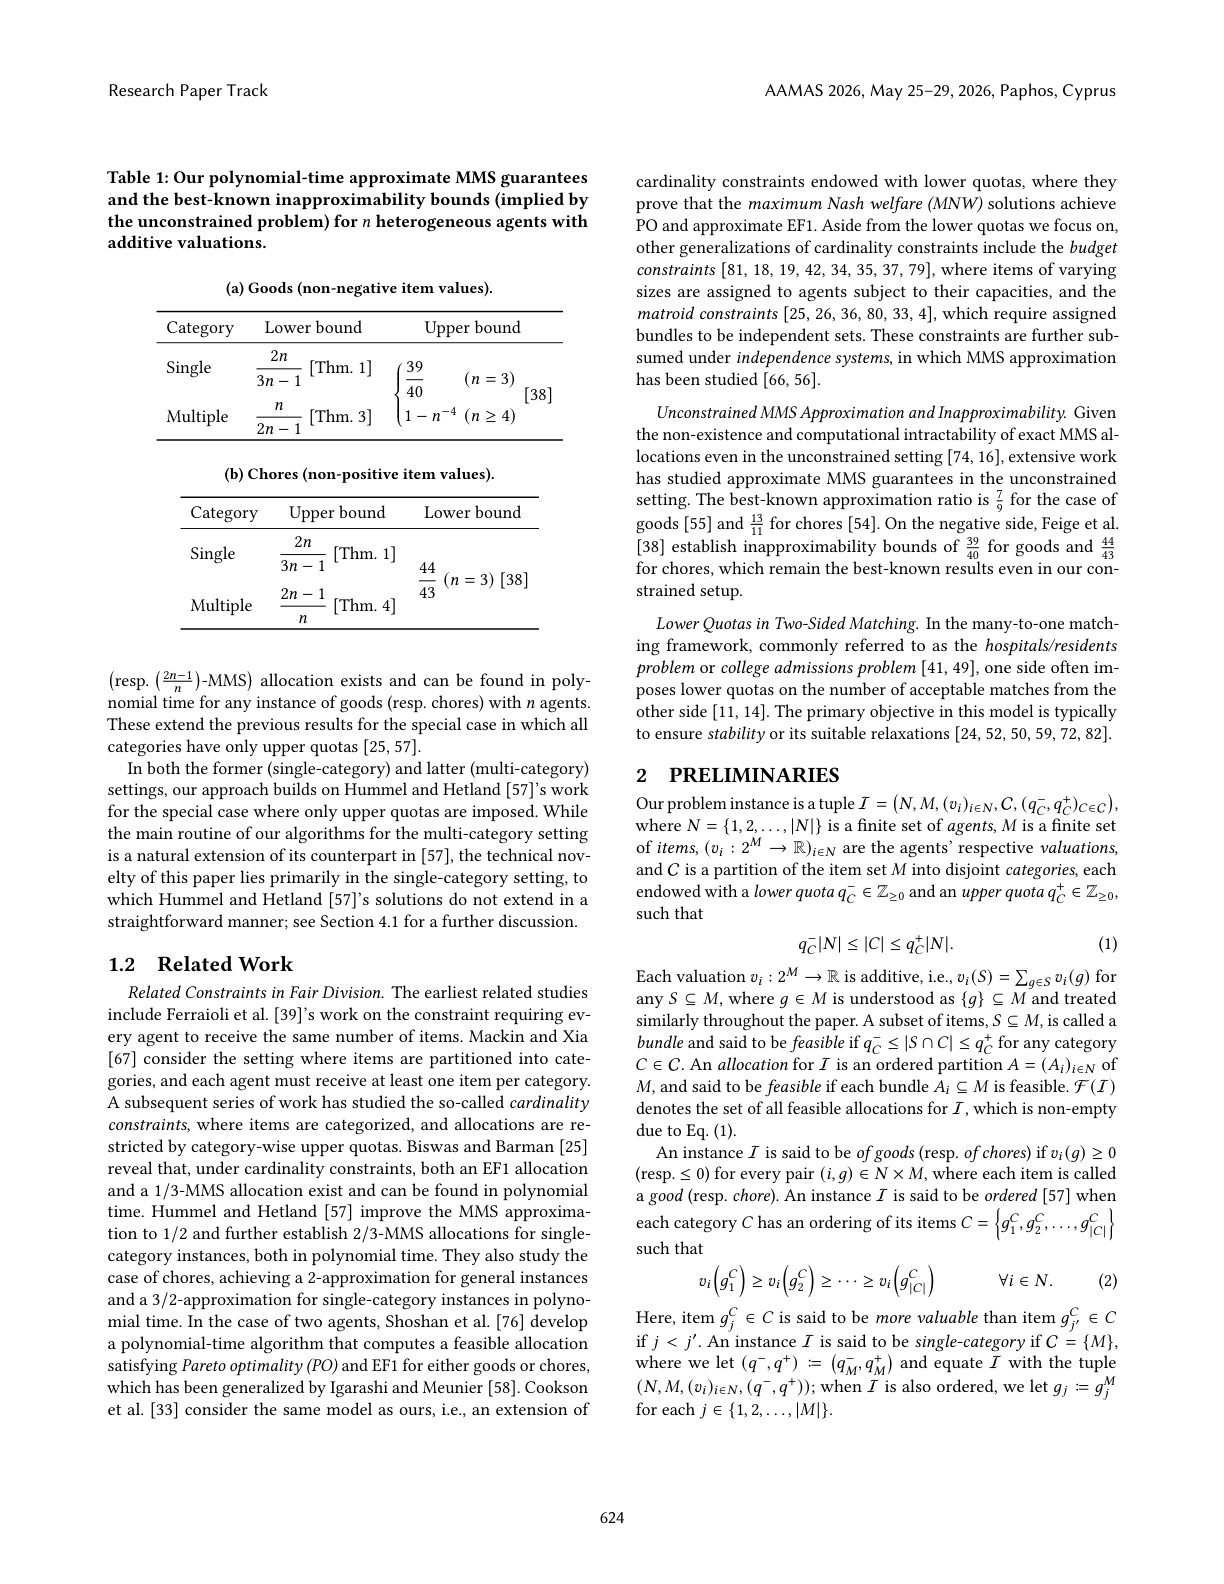 Research Paper Track
AAMAS 2026, May 25–29, 2026, Paphos, Cyprus
Table 1: Our polynomial-time approximate MMS guarantees
and the best-known inapproximability bounds (implied by
the unconstrained problem) for n heterogeneous agents with
additive valuations.
(a) Goods (non-negative item values).
Category Lower bound Upper bound
Single 2n/(3n − 1) [Thm. 1] { 39/40 (n = 3)
Multiple n/(2n − 1) [Thm. 3] 1 − n⁻⁴ (n ≥ 4) [38]
(b) Chores (non-positive item values).
Category Upper bound Lower bound
Single 2n/(3n − 1) [Thm. 1]
44/43 (n = 3) [38]
Multiple (2n − 1)/n [Thm. 4]
(resp. ((2n−1)/n)-MMS) allocation exists and can be found in poly-
nomial time for any instance of goods (resp. chores) with n agents.
These extend the previous results for the special case in which all
categories have only upper quotas [25, 57].
In both the former (single-category) and latter (multi-category)
settings, our approach builds on Hummel and Hetland [57]'s work
for the special case where only upper quotas are imposed. While
the main routine of our algorithms for the multi-category setting
is a natural extension of its counterpart in [57], the technical nov-
elty of this paper lies primarily in the single-category setting, to
which Hummel and Hetland [57]'s solutions do not extend in a
straightforward manner; see Section 4.1 for a further discussion.
1.2 Related Work
Related Constraints in Fair Division. The earliest related studies
include Ferraioli et al. [39]'s work on the constraint requiring ev-
ery agent to receive the same number of items. Mackin and Xia
[67] consider the setting where items are partitioned into cate-
gories, and each agent must receive at least one item per category.
A subsequent series of work has studied the so-called cardinality
constraints, where items are categorized, and allocations are re-
stricted by category-wise upper quotas. Biswas and Barman [25]
reveal that, under cardinality constraints, both an EF1 allocation
and a 1/3-MMS allocation exist and can be found in polynomial
time. Hummel and Hetland [57] improve the MMS approxima-
tion to 1/2 and further establish 2/3-MMS allocations for single-
category instances, both in polynomial time. They also study the
case of chores, achieving a 2-approximation for general instances
and a 3/2-approximation for single-category instances in polyno-
mial time. In the case of two agents, Shoshan et al. [76] develop
a polynomial-time algorithm that computes a feasible allocation
satisfying Pareto optimality (PO) and EF1 for either goods or chores,
which has been generalized by Igarashi and Meunier [58]. Cookson
et al. [33] consider the same model as ours, i.e., an extension of
cardinality constraints endowed with lower quotas, where they
prove that the maximum Nash welfare (MNW) solutions achieve
PO and approximate EF1. Aside from the lower quotas we focus on,
other generalizations of cardinality constraints include the budget
constraints [81, 18, 19, 42, 34, 35, 37, 79], where items of varying
sizes are assigned to agents subject to their capacities, and the
matroid constraints [25, 26, 36, 80, 33, 4], which require assigned
bundles to be independent sets. These constraints are further sub-
sumed under independence systems, in which MMS approximation
has been studied [66, 56].
Unconstrained MMS Approximation and Inapproximability. Given
the non-existence and computational intractability of exact MMS al-
locations even in the unconstrained setting [74, 16], extensive work
has studied approximate MMS guarantees in the unconstrained
setting. The best-known approximation ratio is 7/9 for the case of
goods [55] and 13/11 for chores [54]. On the negative side, Feige et al.
[38] establish inapproximability bounds of 39/40 for goods and 44/43
for chores, which remain the best-known results even in our con-
strained setup.
Lower Quotas in Two-Sided Matching. In the many-to-one match-
ing framework, commonly referred to as the hospitals/residents
problem or college admissions problem [41, 49], one side often im-
poses lower quotas on the number of acceptable matches from the
other side [11, 14]. The primary objective in this model is typically
to ensure stability or its suitable relaxations [24, 52, 50, 59, 72, 82].
2 PRELIMINARIES
Our problem instance is a tuple I = (N, M, (v_i)_{i∈N}, C, (q_C^−, q_C^+)_{C∈C}),
where N = {1, 2, . . . , |N|} is a finite set of agents, M is a finite set
of items, (v_i : 2^M → ℝ)_{i∈N} are the agents' respective valuations,
and C is a partition of the item set M into disjoint categories, each
endowed with a lower quota q_C^− ∈ ℤ_{≥0} and an upper quota q_C^+ ∈ ℤ_{≥0},
such that
q_C^−|N| ≤ |C| ≤ q_C^+|N|. (1)
Each valuation v_i : 2^M → ℝ is additive, i.e., v_i(S) = ∑_{g∈S} v_i(g) for
any S ⊆ M, where g ∈ M is understood as {g} ⊆ M and treated
similarly throughout the paper. A subset of items, S ⊆ M, is called a
bundle and said to be feasible if q_C^− ≤ |S ∩ C| ≤ q_C^+ for any category
C ∈ C. An allocation for I is an ordered partition A = (A_i)_{i∈N} of
M, and said to be feasible if each bundle A_i ⊆ M is feasible. F(I)
denotes the set of all feasible allocations for I, which is non-empty
due to Eq. (1).
An instance I is said to be of goods (resp. of chores) if v_i(g) ≥ 0
(resp. ≤ 0) for every pair (i, g) ∈ N × M, where each item is called
a good (resp. chore). An instance I is said to be ordered [57] when
each category C has an ordering of its items C = {g_1^C, g_2^C, . . . , g_{|C|}^C}
such that
v_i(g_1^C) ≥ v_i(g_2^C) ≥ · · · ≥ v_i(g_{|C|}^C) ∀i ∈ N. (2)
Here, item g_j^C ∈ C is said to be more valuable than item g_{j′}^C ∈ C
if j < j′. An instance I is said to be single-category if C = {M},
where we let (q^−, q^+) ≔ (q_M^−, q_M^+) and equate I with the tuple
(N, M, (v_i)_{i∈N}, (q^−, q^+)); when I is also ordered, we let g_j ≔ g_j^M
for each j ∈ {1, 2, . . . , |M|}.
624